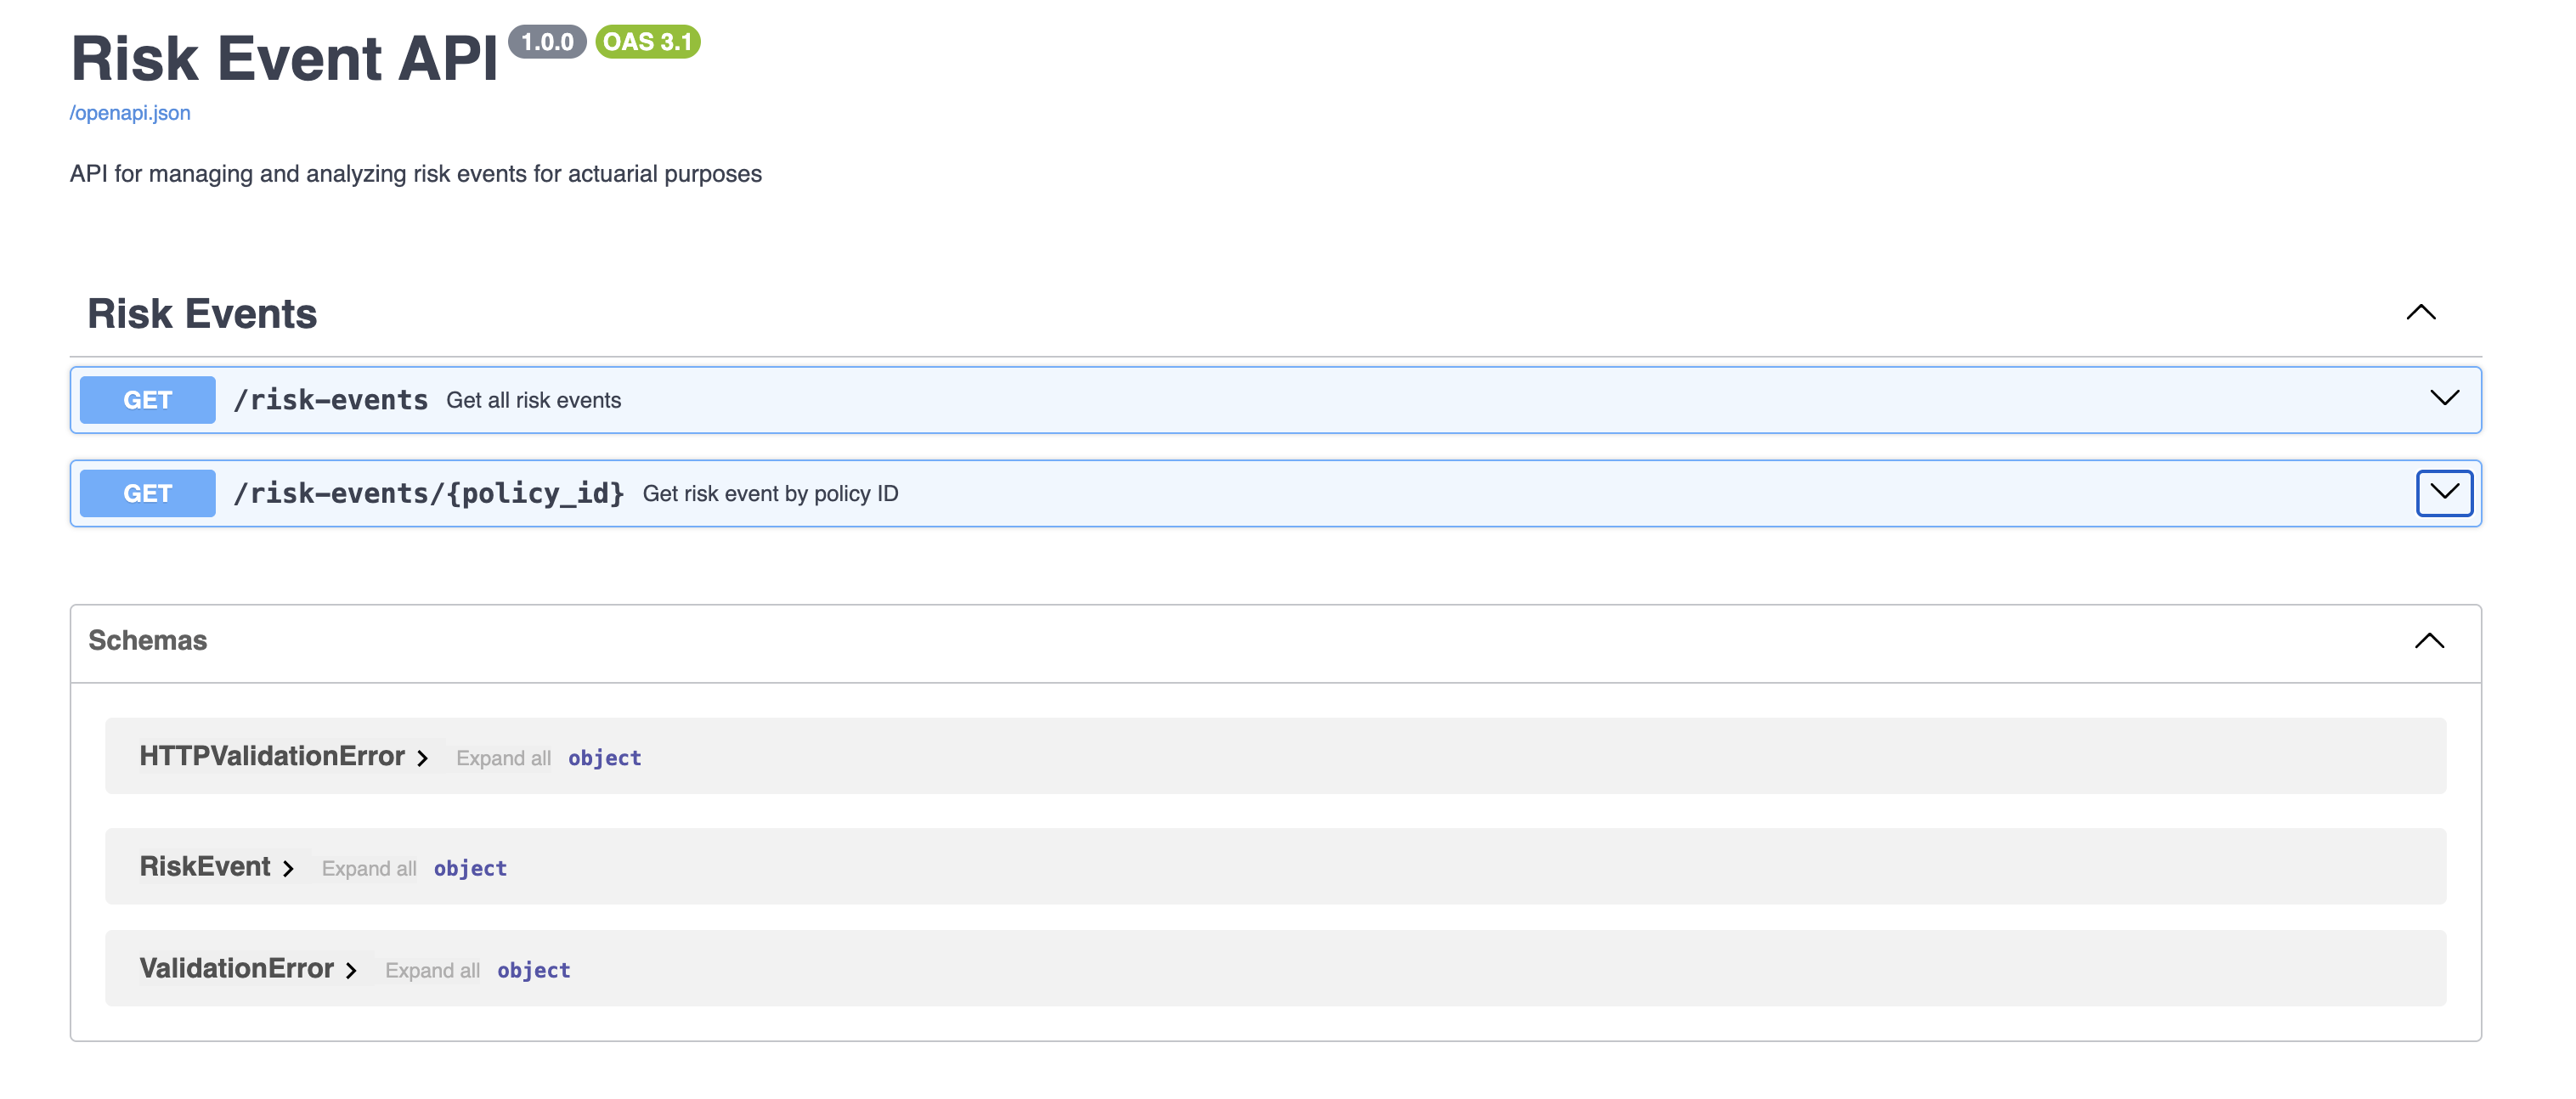 Risk Event API 1.0.0 OAS 3.1
/openapi.json
API for managing and analyzing risk events for actuarial purposes
Risk Events
GET /risk-events Get all risk events
GET /risk-events/{policy_id} Get risk event by policy ID
Schemas
HTTPValidationError Expand all object
RiskEvent Expand all object
ValidationError Expand all object